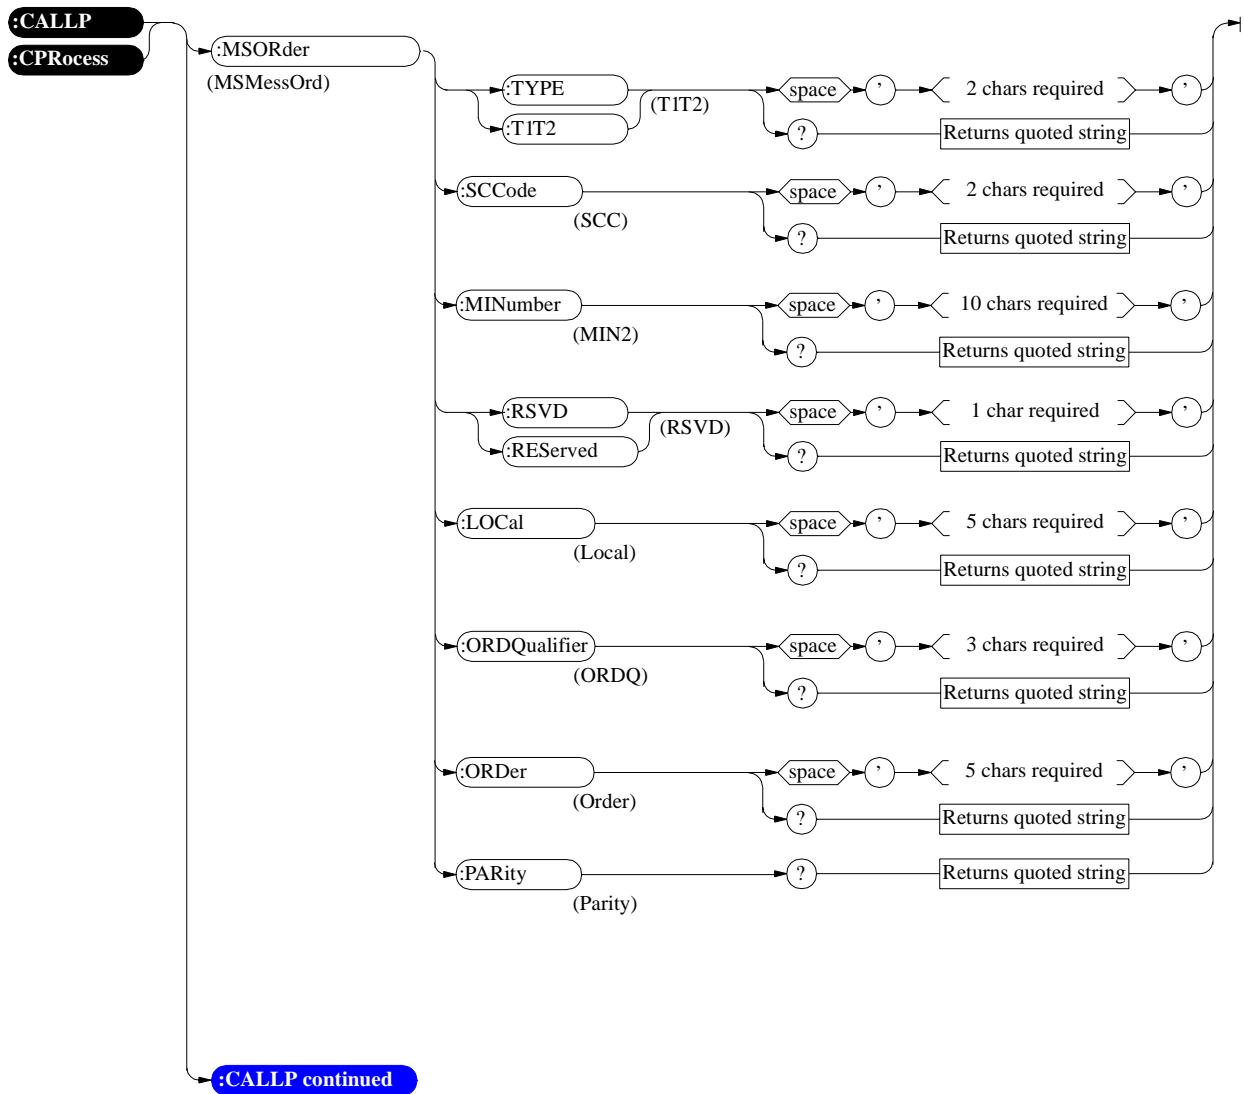 :CALLP
:CPRocess
:MSORder
(MSMessOrd)
:TYPE
(T1T2)
space ’ 2 chars required ’
:T1T2
? Returns quoted string
:SCCode
(SCC)
space ’ 2 chars required ’
? Returns quoted string
:MINumber
(MIN2)
space ’ 10 chars required ’
? Returns quoted string
:RSVD
(RSVD)
space ’ 1 char required ’
:REServed
? Returns quoted string
:LOCal
(Local)
space ’ 5 chars required ’
? Returns quoted string
:ORDQualifier
(ORDQ)
space ’ 3 chars required ’
? Returns quoted string
:ORDer
(Order)
space ’ 5 chars required ’
? Returns quoted string
:PARity
(Parity)
? Returns quoted string
:CALLP continued